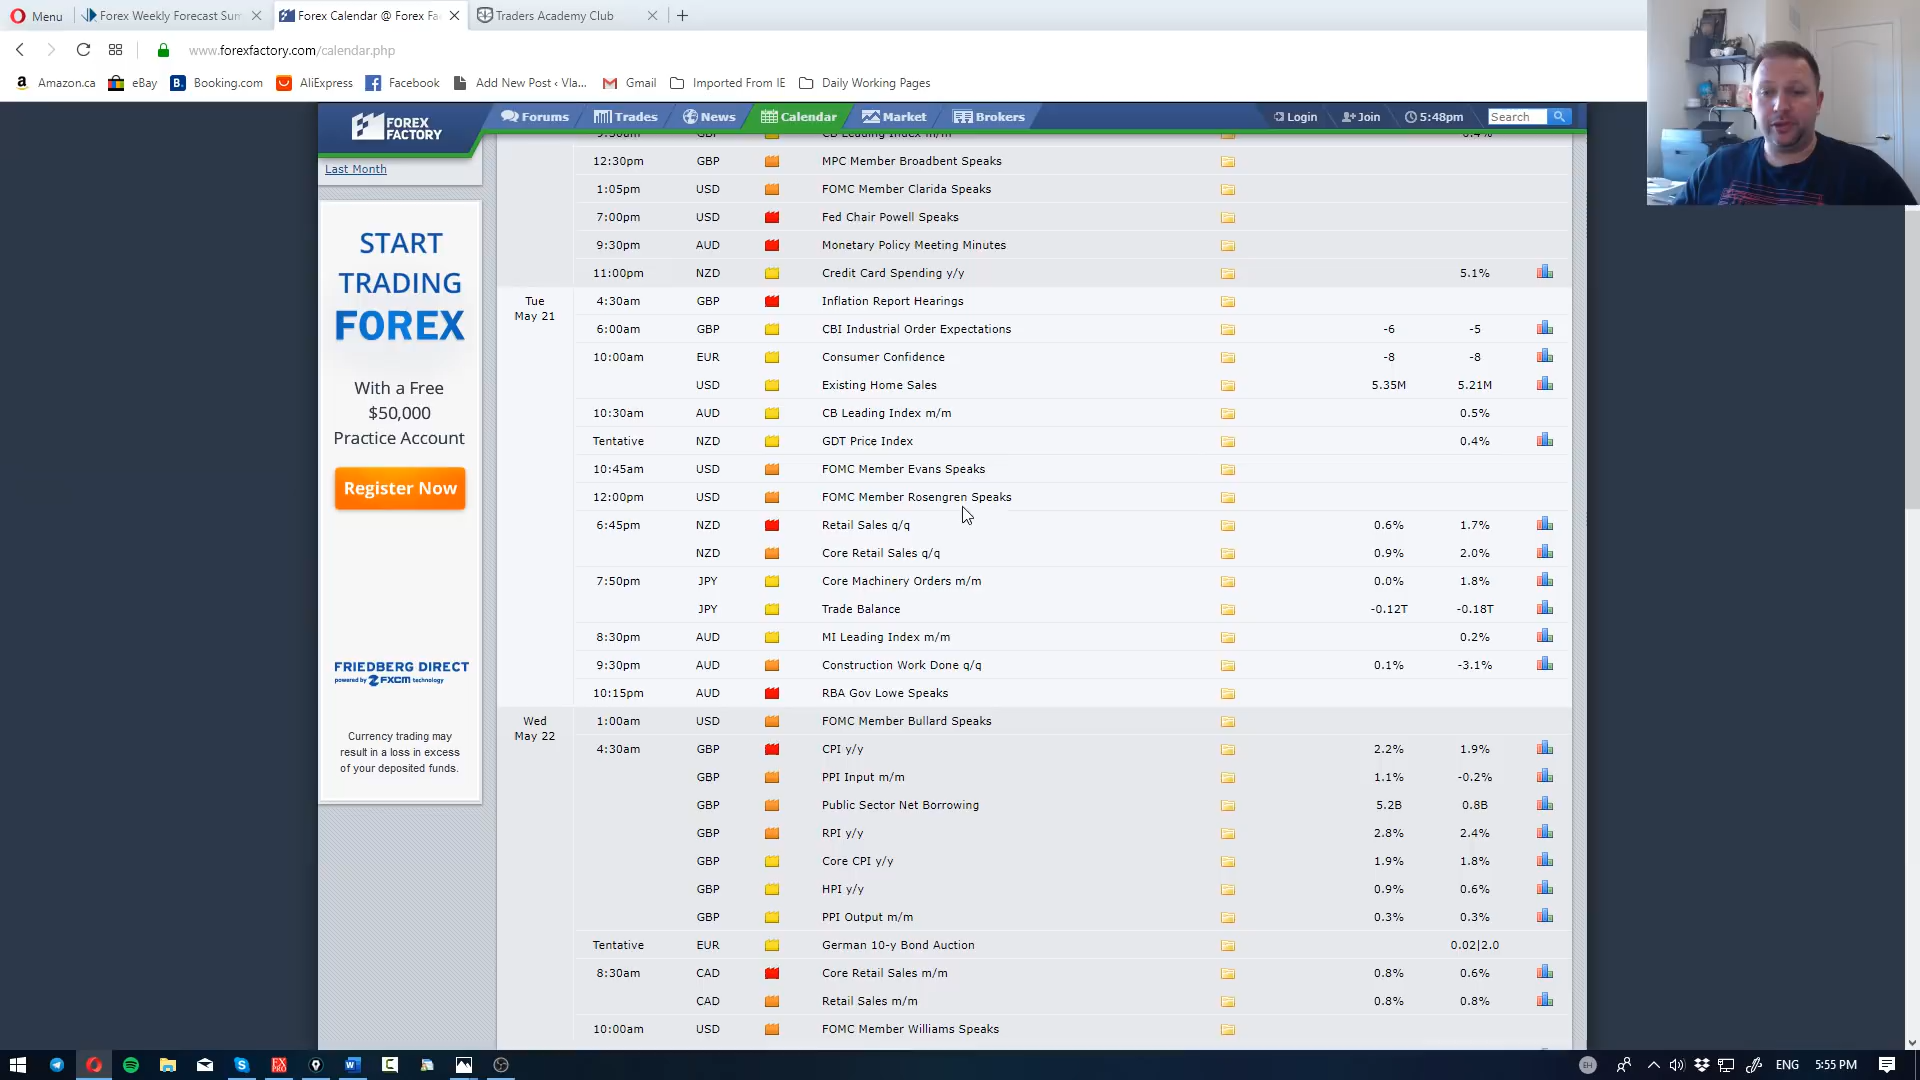 Menu
Forex Weekly Forecast Sum
Forex Calendar @ Forex Fa
Traders Academy Club
www.forexfactory.com/calendar.php
Amazon.ca
eBay
Booking.com
AliExpress
Facebook
Add New Post ‹ Vla...
Gmail
Imported From IE
Daily Working Pages
FOREX FACTORY
Forums
Trades
News
Calendar
Market
Brokers
Login
Join
5:48pm
Search
Last Month
START
TRADING
FOREX
With a Free
$50,000
Practice Account
Register Now
FRIEDBERG DIRECT
powered by FXCM technology
Currency trading may
result in a loss in excess
of your deposited funds.
9:30am GBP CB Leading Index m/m 0.4%
12:30pm GBP MPC Member Broadbent Speaks
1:05pm USD FOMC Member Clarida Speaks
7:00pm USD Fed Chair Powell Speaks
9:30pm AUD Monetary Policy Meeting Minutes
11:00pm NZD Credit Card Spending y/y 5.1%
Tue
May 21
4:30am GBP Inflation Report Hearings
6:00am GBP CBI Industrial Order Expectations -6 -5
10:00am EUR Consumer Confidence -8 -8
USD Existing Home Sales 5.35M 5.21M
10:30am AUD CB Leading Index m/m 0.5%
Tentative NZD GDT Price Index 0.4%
10:45am USD FOMC Member Evans Speaks
12:00pm USD FOMC Member Rosengren Speaks
6:45pm NZD Retail Sales q/q 0.6% 1.7%
NZD Core Retail Sales q/q 0.9% 2.0%
7:50pm JPY Core Machinery Orders m/m 0.0% 1.8%
JPY Trade Balance -0.12T -0.18T
8:30pm AUD MI Leading Index m/m 0.2%
9:30pm AUD Construction Work Done q/q 0.1% -3.1%
10:15pm AUD RBA Gov Lowe Speaks
Wed
May 22
1:00am USD FOMC Member Bullard Speaks
4:30am GBP CPI y/y 2.2% 1.9%
GBP PPI Input m/m 1.1% -0.2%
GBP Public Sector Net Borrowing 5.2B 0.8B
GBP RPI y/y 2.8% 2.4%
GBP Core CPI y/y 1.9% 1.8%
GBP HPI y/y 0.9% 0.6%
GBP PPI Output m/m 0.3% 0.3%
Tentative EUR German 10-y Bond Auction 0.02|2.0
8:30am CAD Core Retail Sales m/m 0.8% 0.6%
CAD Retail Sales m/m 0.8% 0.8%
10:00am USD FOMC Member Williams Speaks
ENG
5:55 PM